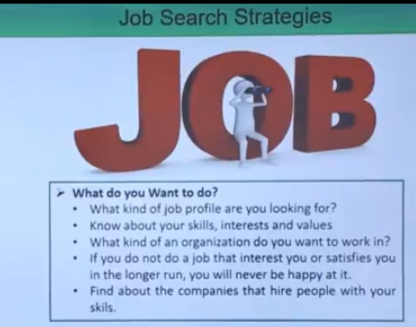 Job Search Strategies
JOB
➢ What do you Want to do?
• What kind of job profile are you looking for?
• Know about your skills, interests and values
• What kind of an organization do you want to work in?
• If you do not do a job that interest you or satisfies you
in the longer run, you will never be happy at it.
• Find about the companies that hire people with your
skils.